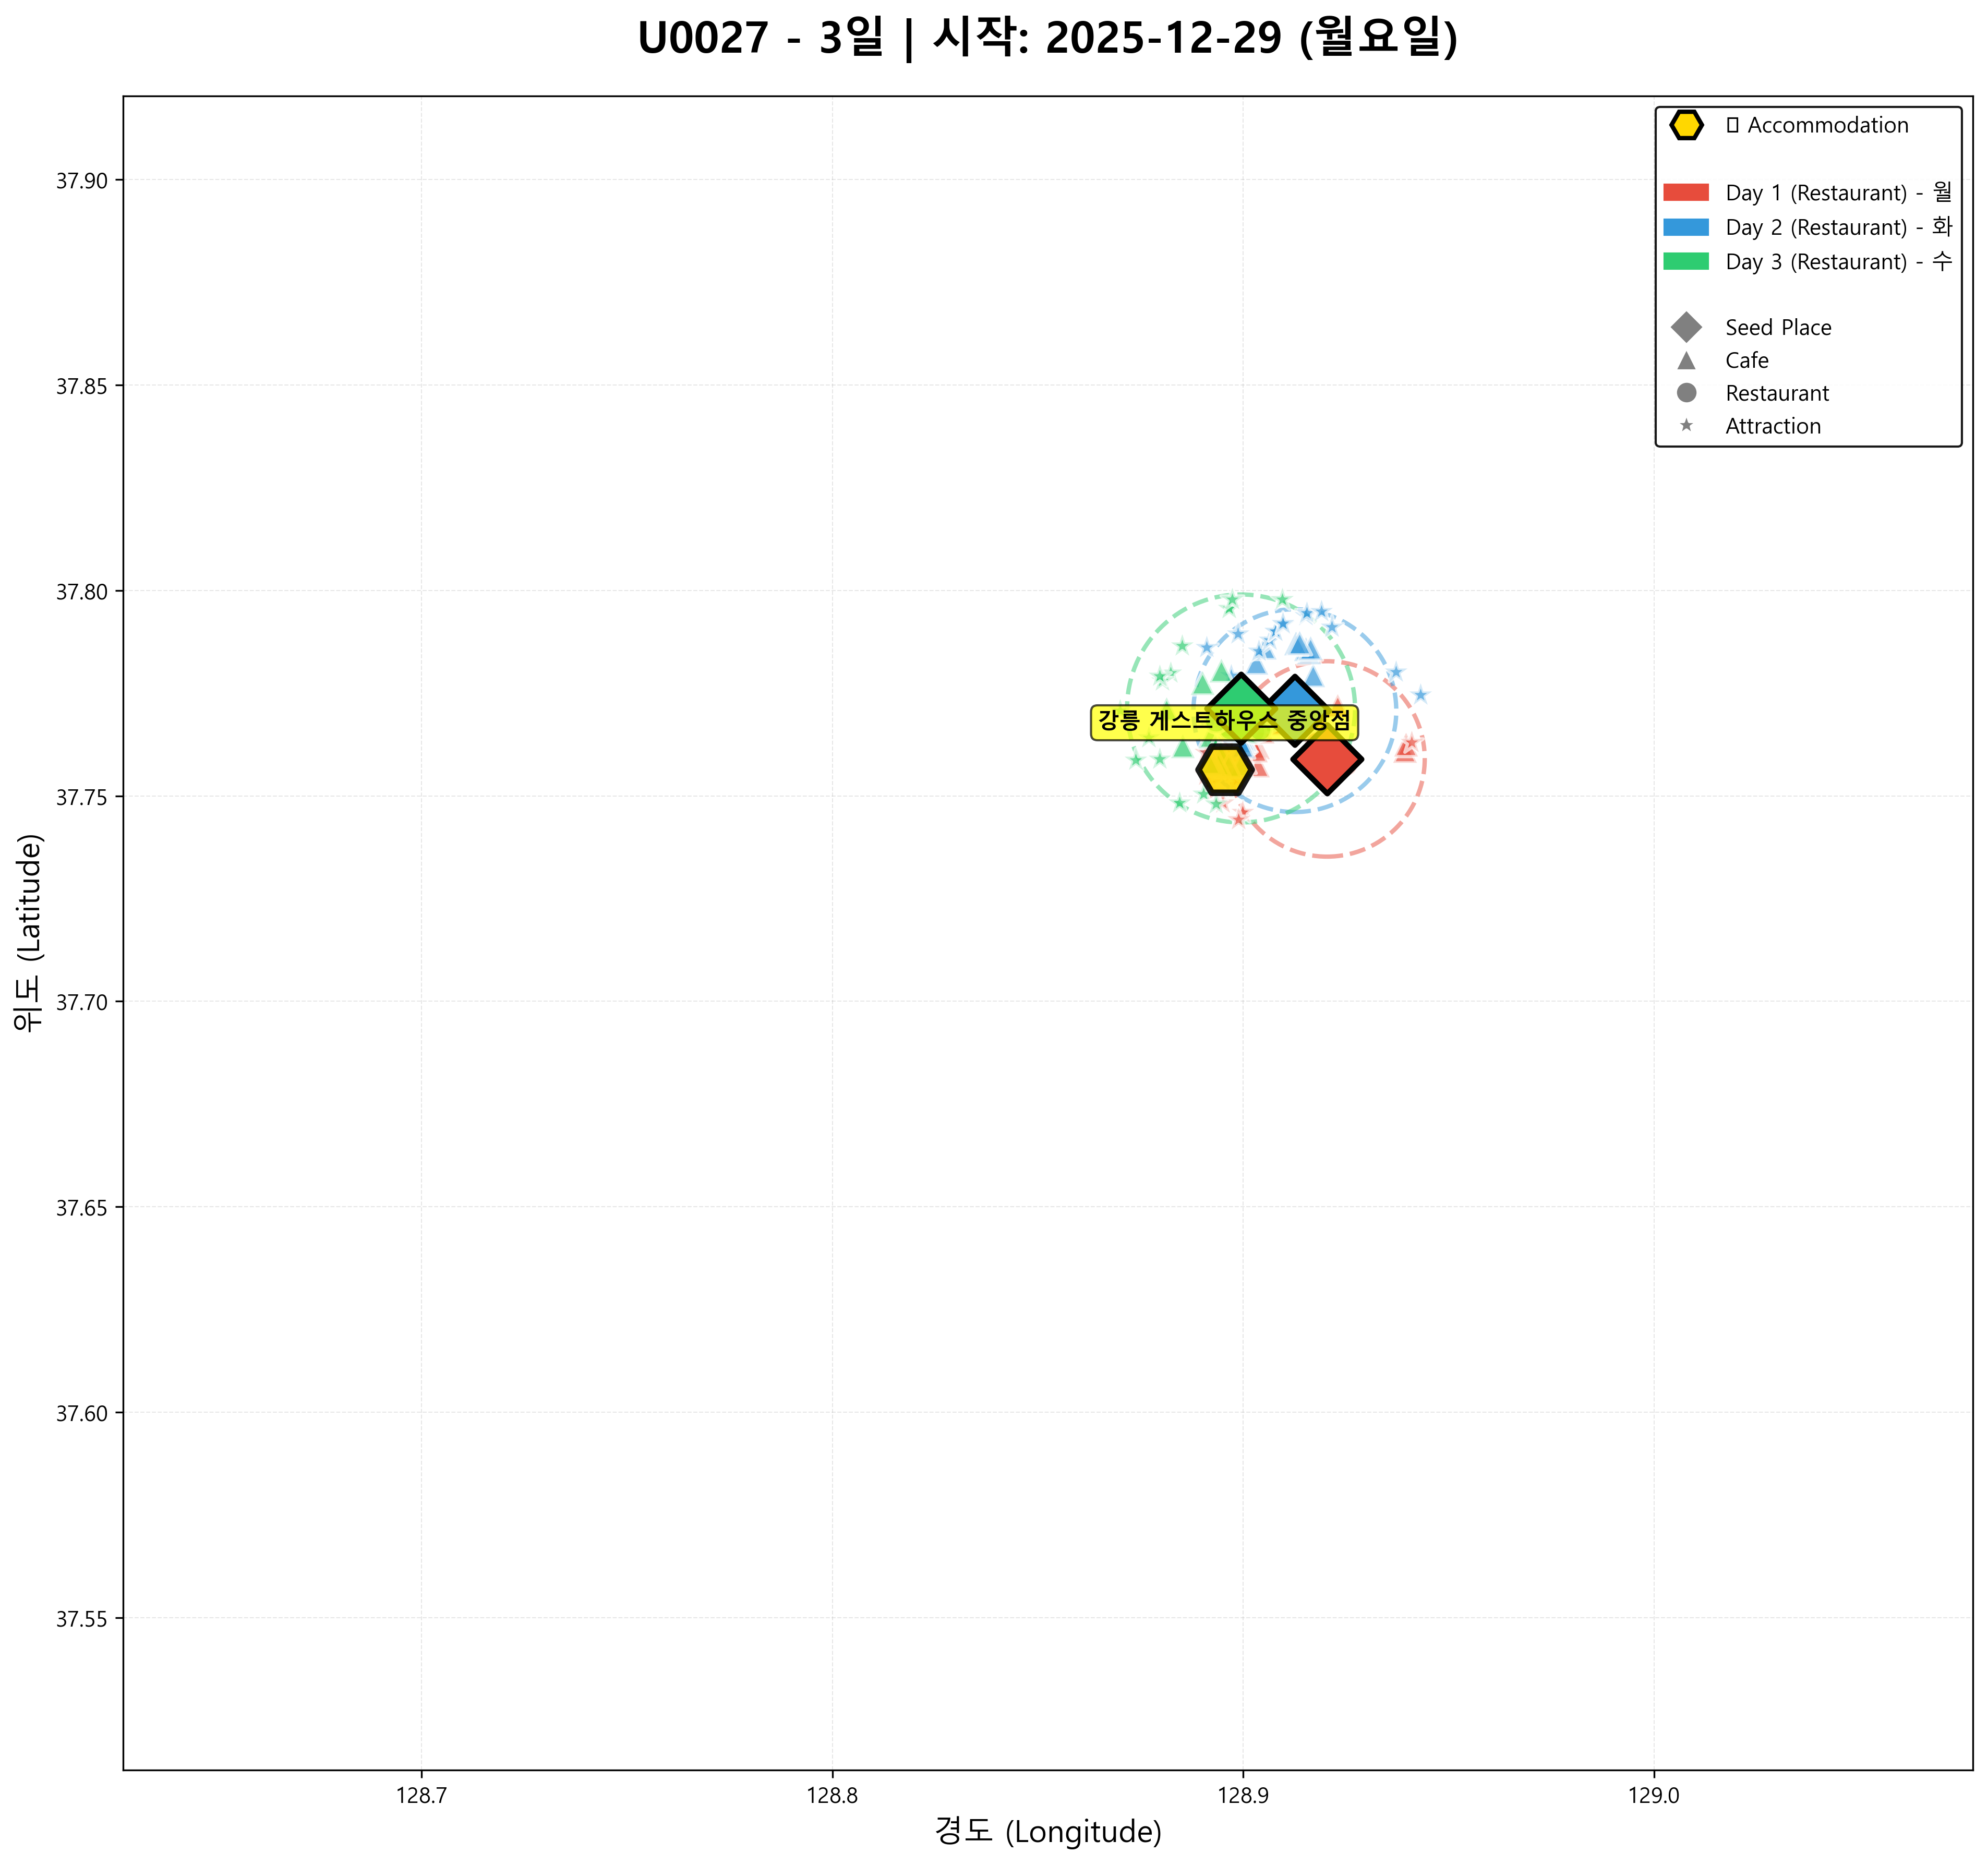 U0027 - 3일 | 시작: 2025-12-29 (월요일)
Accommodation
Day 1 (Restaurant) - 월
Day 2 (Restaurant) - 화
Day 3 (Restaurant) - 수
Seed Place
Cafe
Restaurant
Attraction
37.90
37.85
37.80
37.75
37.70
37.65
37.60
37.55
위도 (Latitude)
강릉 게스트하우스 중앙점
128.7
128.8
128.9
129.0
경도 (Longitude)